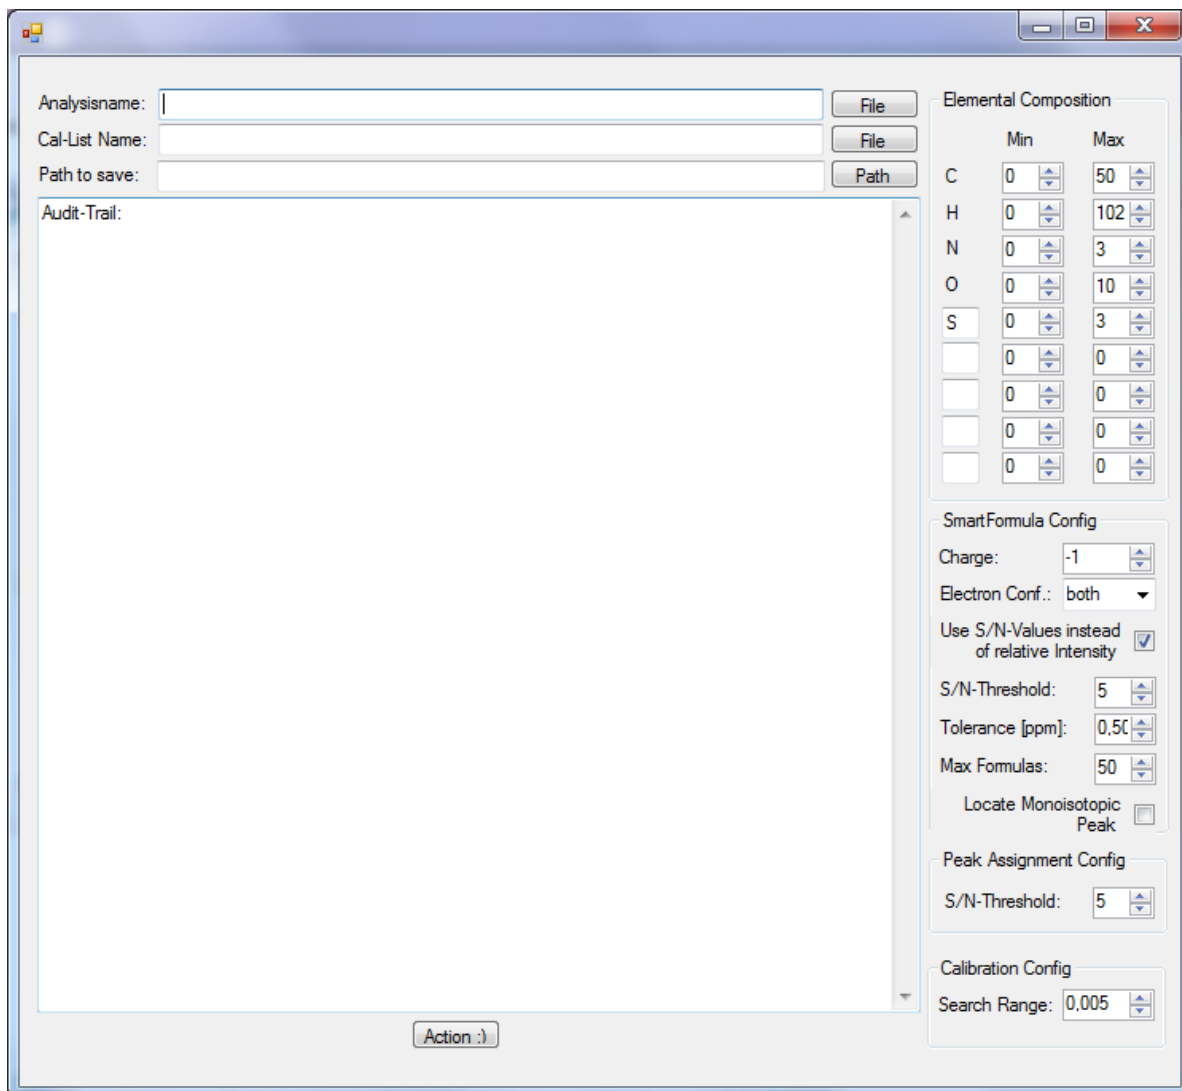 Analysisname: File
Cal-List Name: File
Path to save: Path
Audit-Trail:
Action :)
Elemental Composition
Min Max
C 0 50
H 0 102
N 0 3
O 0 10
S 0 3
0 0
0 0
0 0
0 0
SmartFormula Config
Charge: -1
Electron Conf.: both
Use S/N-Values instead
of relative Intensity
S/N-Threshold: 5
Tolerance [ppm]: 0,50
Max Formulas: 50
Locate Monoisotopic
Peak
Peak Assignment Config
S/N-Threshold: 5
Calibration Config
Search Range: 0,005